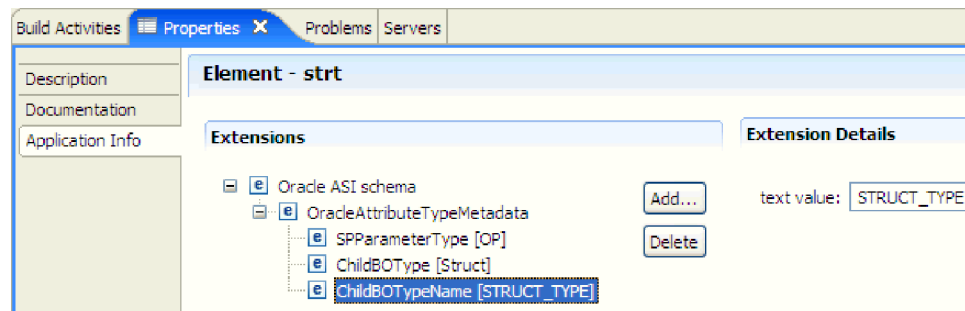 Build Activities Properties Problems Servers
Description
Element - strt
Documentation
Application Info
Extensions
Extension Details
Oracle ASI schema
OracleAttributeTypeMetadata
SPParameterType [OP]
ChildBOType [Struct]
ChildBOTypeName [STRUCT_TYPE]
Add...
Delete
text value: STRUCT_TYPE